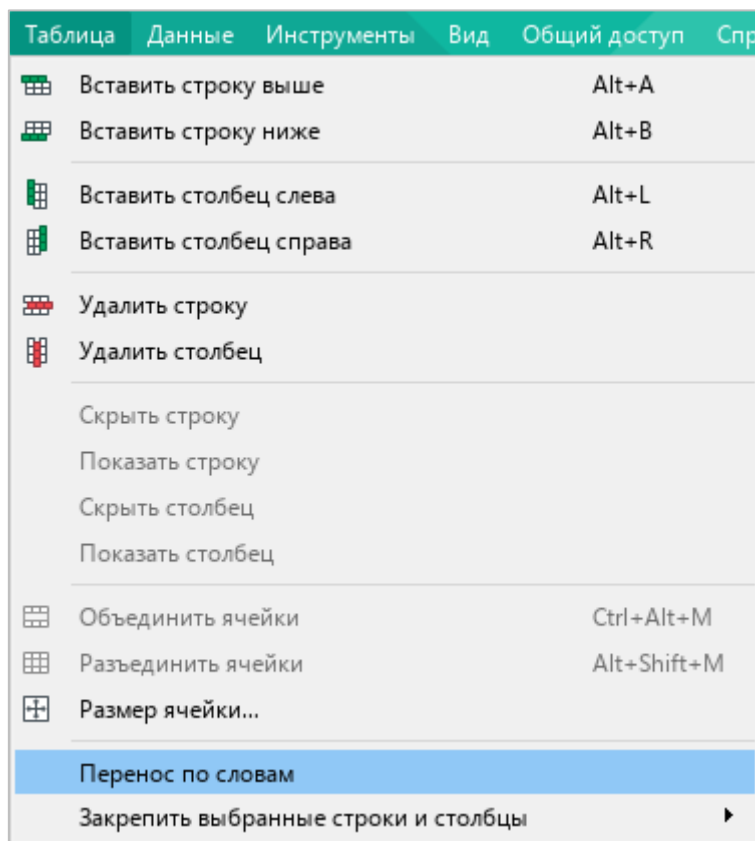 Таблица Данные Инструменты Вид Общий доступ Спр
Вставить строку выше Alt+A
Вставить строку ниже Alt+B
Вставить столбец слева Alt+L
Вставить столбец справа Alt+R
Удалить строку
Удалить столбец
Скрыть строку
Показать строку
Скрыть столбец
Показать столбец
Объединить ячейки Ctrl+Alt+M
Разъединить ячейки Alt+Shift+M
Размер ячейки...
Перенос по словам
Закрепить выбранные строки и столбцы